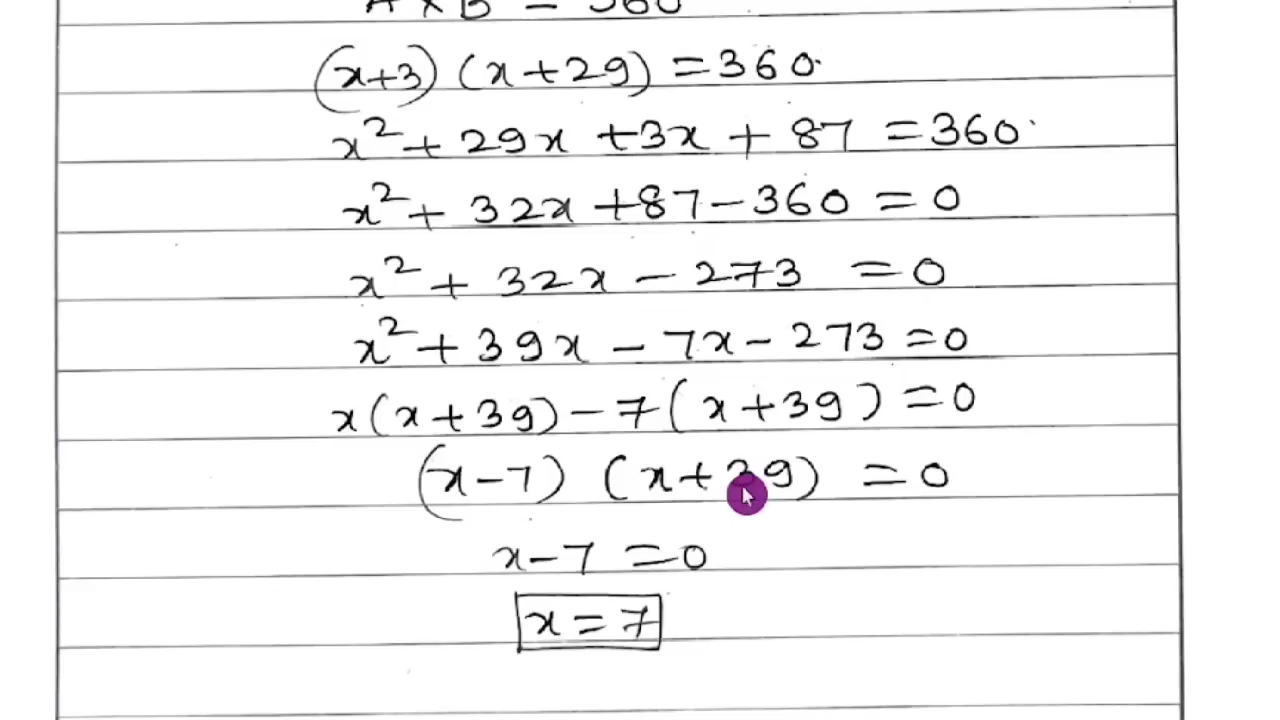 A × B = 360
(x+3) (x+29) = 360.
x² + 29x + 3x + 87 = 360.
x² + 32x + 87 - 360 = 0
x² + 32x - 273 = 0
x² + 39x - 7x - 273 = 0
x(x+39) - 7(x+39) = 0
(x-7) (x+39) = 0
x - 7 = 0
x = 7